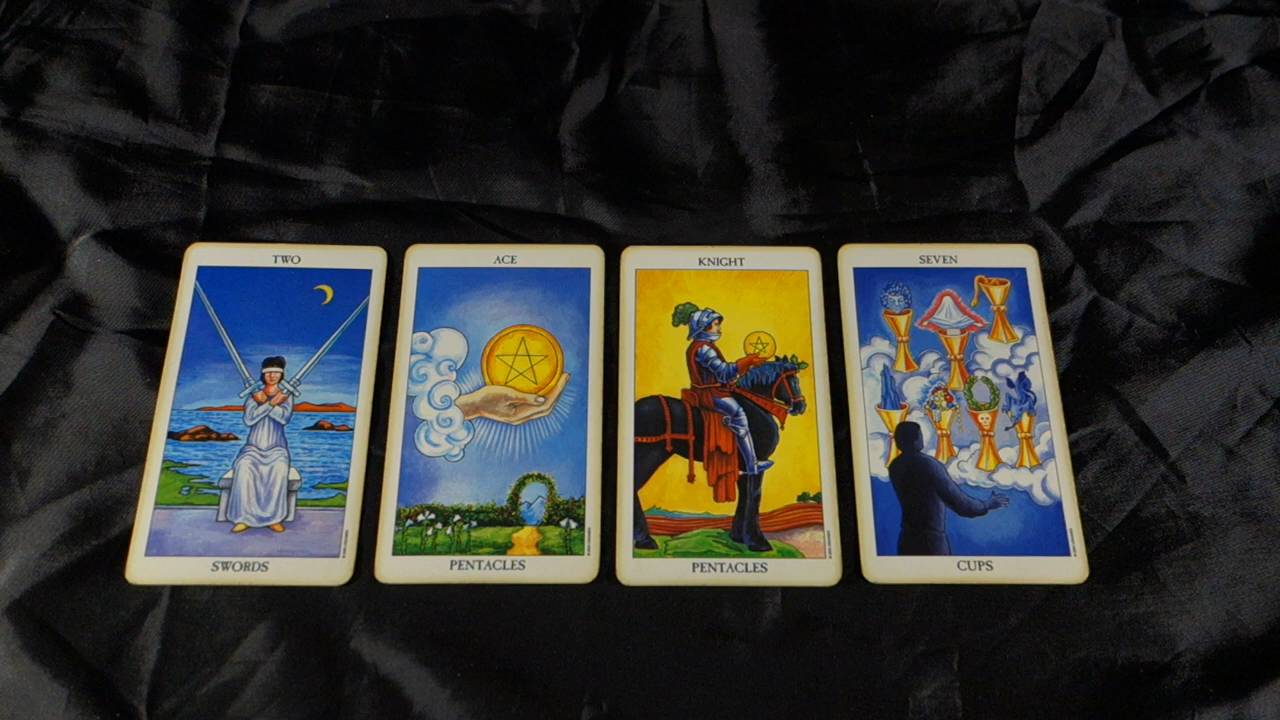 TWO
SWORDS
ACE
PENTACLES
KNIGHT
PENTACLES
SEVEN
CUPS